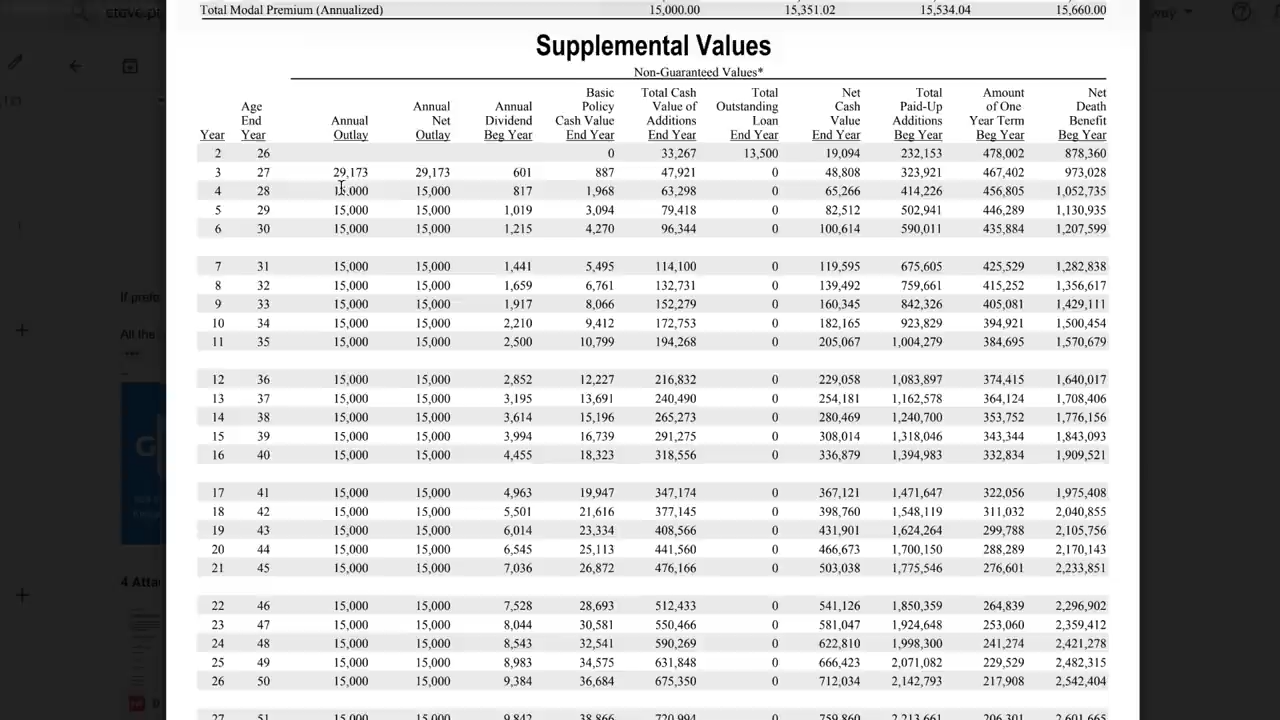 Total Modal Premium (Annualized) 15,000.00 15,351.02 15,534.04 15,660.00
Supplemental Values
Non-Guaranteed Values*
Year Age End Year Annual Outlay Annual Net Outlay Annual Dividend Beg Year Basic Policy Cash Value End Year Total Cash Value of Additions End Year Total Outstanding Loan End Year Net Cash Value End Year Total Paid-Up Additions Beg Year Amount of One Year Term Beg Year Net Death Benefit Beg Year
2 26 0 33,267 13,500 19,094 232,153 478,002 878,360
3 27 29,173 29,173 601 887 47,921 0 48,808 323,921 467,402 973,028
4 28 15,000 15,000 817 1,968 63,298 0 65,266 414,226 456,805 1,052,735
5 29 15,000 15,000 1,019 3,094 79,418 0 82,512 502,941 446,289 1,130,935
6 30 15,000 15,000 1,215 4,270 96,344 0 100,614 590,011 435,884 1,207,599
7 31 15,000 15,000 1,441 5,495 114,100 0 119,595 675,605 425,529 1,282,838
8 32 15,000 15,000 1,659 6,761 132,731 0 139,492 759,661 415,252 1,356,617
9 33 15,000 15,000 1,917 8,066 152,279 0 160,345 842,326 405,081 1,429,111
10 34 15,000 15,000 2,210 9,412 172,753 0 182,165 923,829 394,921 1,500,454
11 35 15,000 15,000 2,500 10,799 194,268 0 205,067 1,004,279 384,695 1,570,679
12 36 15,000 15,000 2,852 12,227 216,832 0 229,058 1,083,897 374,415 1,640,017
13 37 15,000 15,000 3,195 13,691 240,490 0 254,181 1,162,578 364,124 1,708,406
14 38 15,000 15,000 3,614 15,196 265,273 0 280,469 1,240,700 353,752 1,776,156
15 39 15,000 15,000 3,994 16,739 291,275 0 308,014 1,318,046 343,344 1,843,093
16 40 15,000 15,000 4,455 18,323 318,556 0 336,879 1,394,983 332,834 1,909,521
17 41 15,000 15,000 4,963 19,947 347,174 0 367,121 1,471,647 322,056 1,975,408
18 42 15,000 15,000 5,501 21,616 377,145 0 398,760 1,548,119 311,032 2,040,855
19 43 15,000 15,000 6,014 23,334 408,566 0 431,901 1,624,264 299,788 2,105,756
20 44 15,000 15,000 6,545 25,113 441,560 0 466,673 1,700,150 288,289 2,170,143
21 45 15,000 15,000 7,036 26,872 476,166 0 503,038 1,775,546 276,601 2,233,851
22 46 15,000 15,000 7,528 28,693 512,433 0 541,126 1,850,359 264,839 2,296,902
23 47 15,000 15,000 8,044 30,581 550,466 0 581,047 1,924,648 253,060 2,359,412
24 48 15,000 15,000 8,543 32,541 590,269 0 622,810 1,998,300 241,274 2,421,278
25 49 15,000 15,000 8,983 34,575 631,848 0 666,423 2,071,082 229,529 2,482,315
26 50 15,000 15,000 9,384 36,684 675,350 0 712,034 2,142,793 217,908 2,542,404
27 51 15,000 15,000 9,842 38,866 720,994 0 759,860 2,213,661 206,301 2,601,665
If prefe
All the
4 Atta